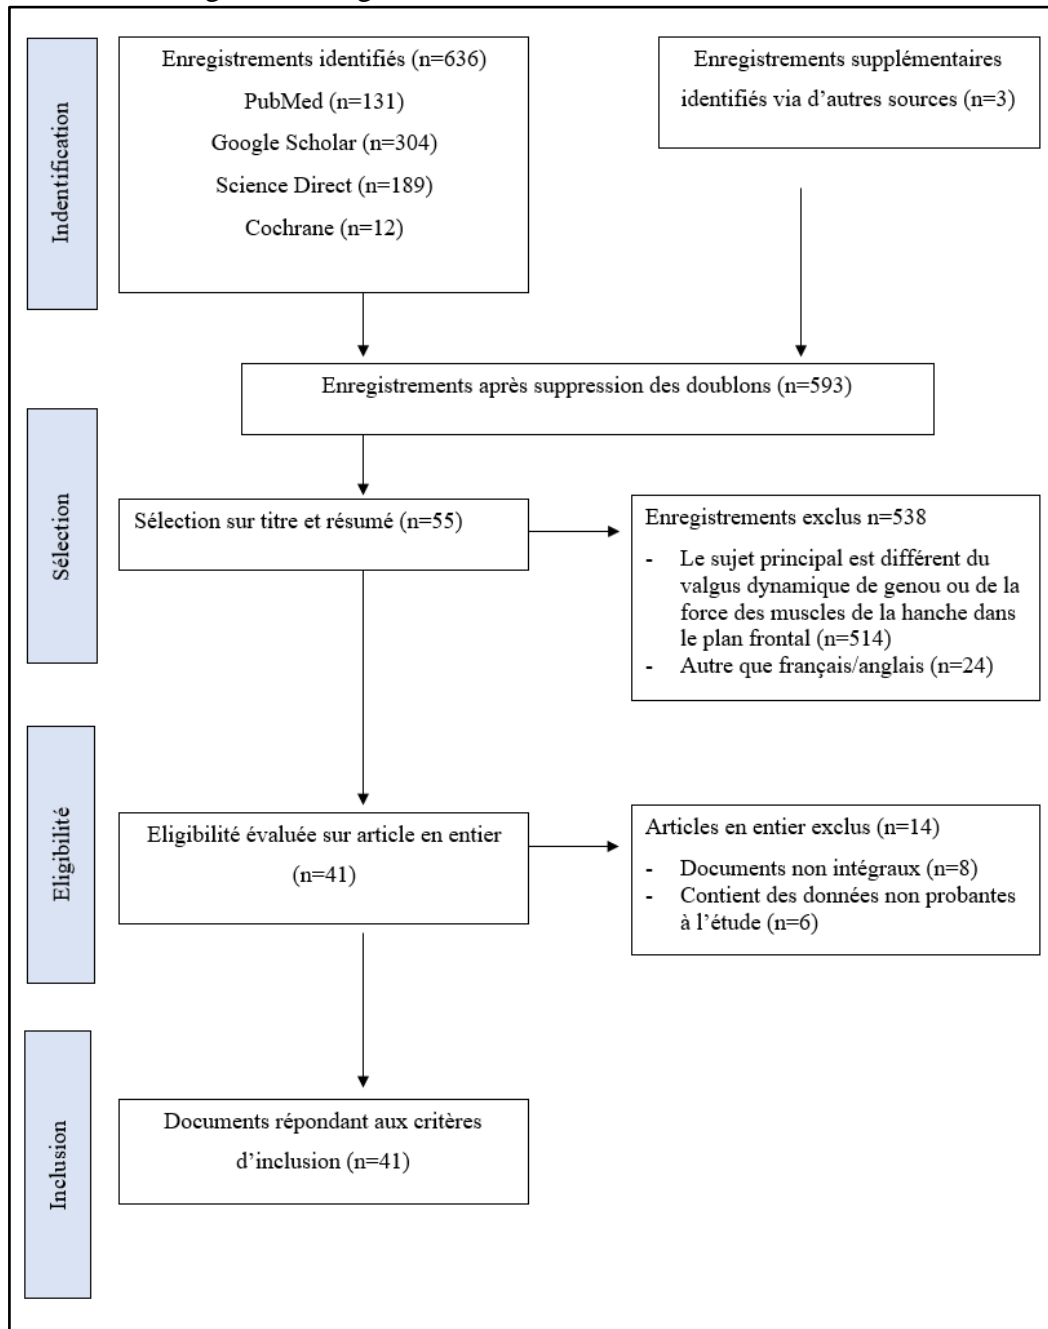 Indentification
Enregistrements identifiés (n=636)
PubMed (n=131)
Google Scholar (n=304)
Science Direct (n=189)
Cochrane (n=12)
Enregistrements supplémentaires
identifiés via d’autres sources (n=3)
Enregistrements après suppression des doublons (n=593)
Sélection
Sélection sur titre et résumé (n=55)
Enregistrements exclus n=538
- Le sujet principal est différent du
valgus dynamique de genou ou de la
force des muscles de la hanche dans
le plan frontal (n=514)
- Autre que français/anglais (n=24)
Eligibilité
Eligibilité évaluée sur article en entier
(n=41)
Articles en entier exclus (n=14)
- Documents non intégraux (n=8)
- Contient des données non probantes
à l’étude (n=6)
Inclusion
Documents répondant aux critères
d’inclusion (n=41)